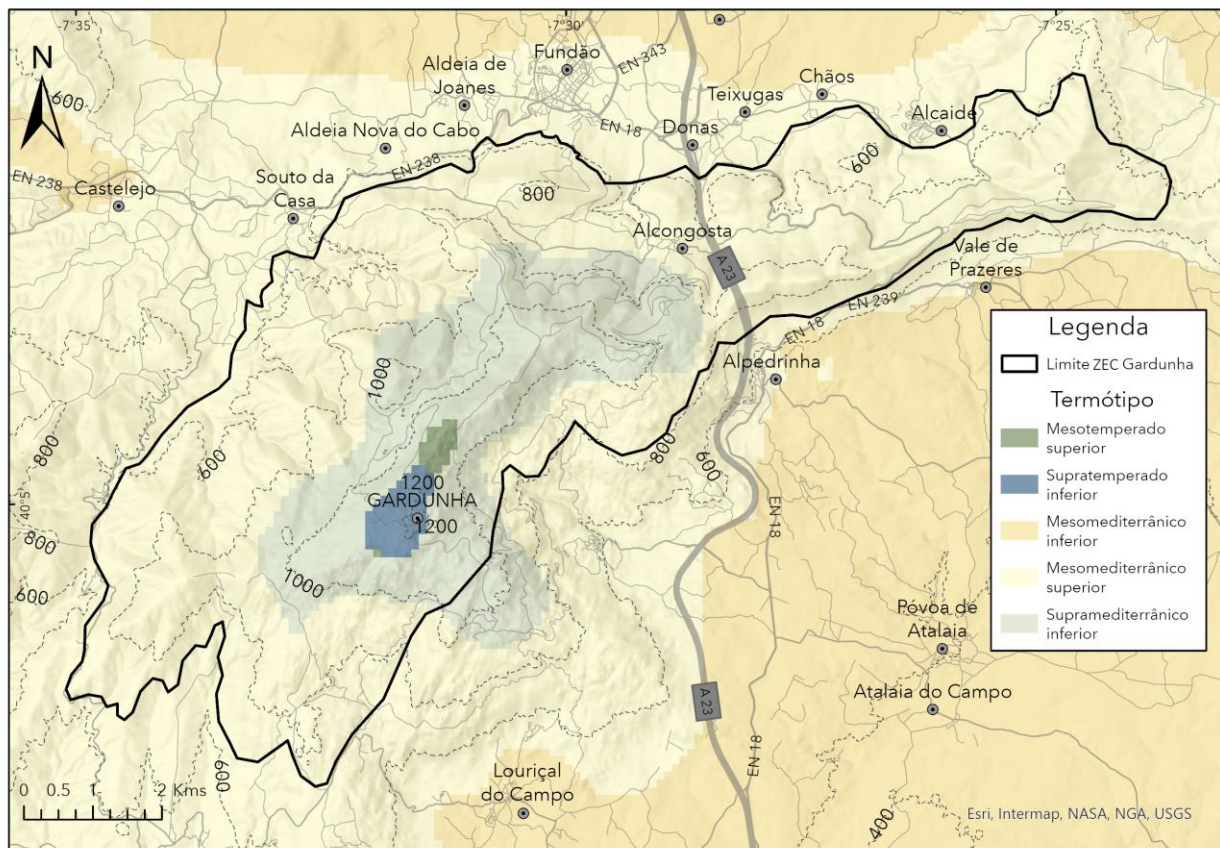 -7°35'
-7°30'
-7°25'
N
600
Aldeia de
Joanes
Fundão
EN 343
Chãos
Teixugas
Alcaide
Aldeia Nova do Cabo
EN 18
Donas
EN 238
EN 238
Castelejo
Souto da
Casa
800
600
Alcongosta
A 23
Vale de
Prazeres
EN 239
EN 18
Alpedrinha
1000
800
600
600
800
1200
GARDUNHA
1200
40°5'
800
600
1000
EN 18
Legenda
Limite ZEC Gardunha
Termótipo
Mesotemperado
superior
Supratemperado
inferior
Mesomediterrânico
inferior
Mesomediterrânico
superior
Supramediterrânico
inferior
Póvoa de
Atalaia
Atalaia do Campo
A 23
EN 18
600
Louriçal
do Campo
400
0 0.5 1 2 Kms
Esri, Intermap, NASA, NGA, USGS